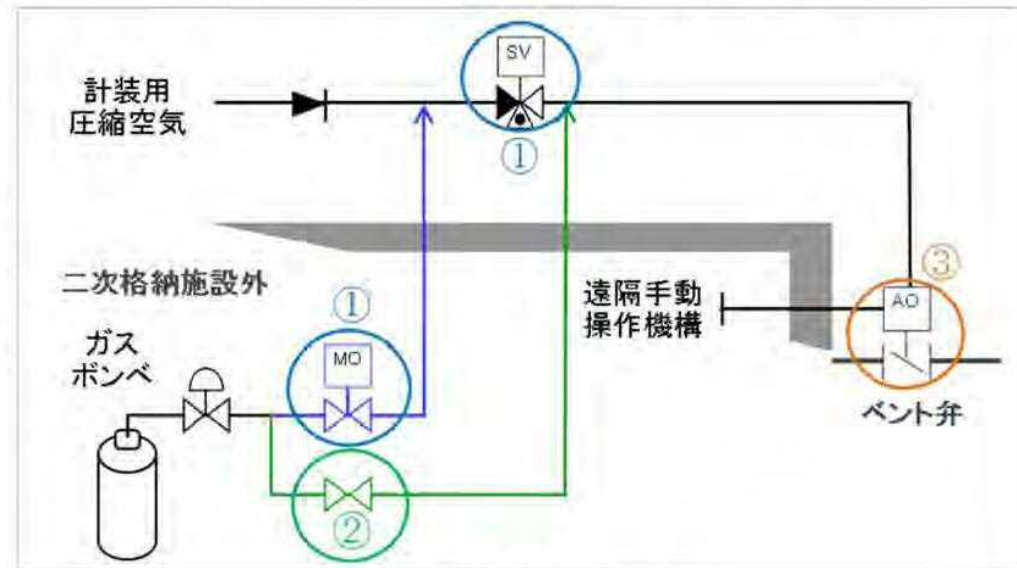 SV
計装用
圧縮空気
①
二次格納施設外
①
遠隔手動
操作機構
③
AO
ガス
ボンベ
MO
ベント弁
②